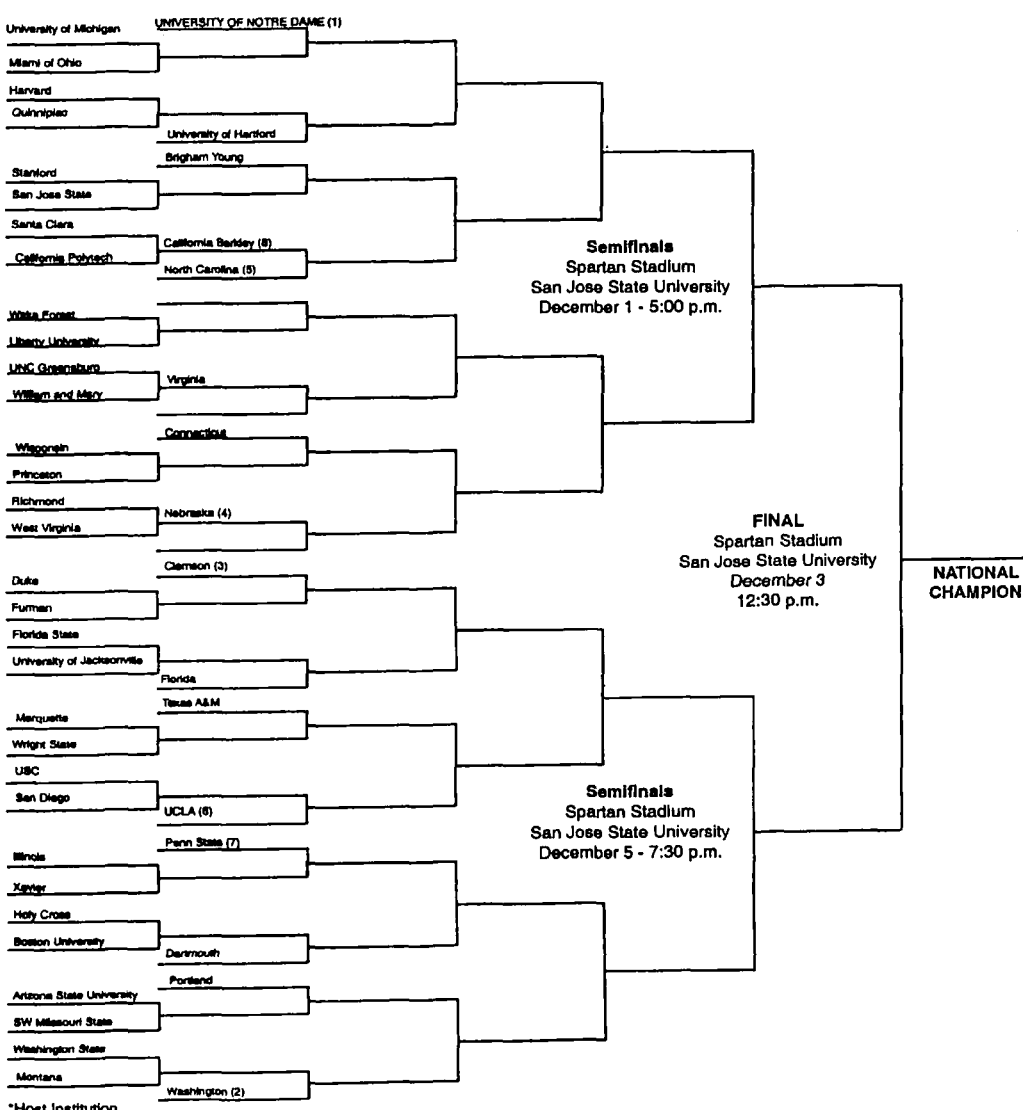 UNIVERSITY OF NOTRE DAME (1)
University of Michigan
Miami of Ohio
Harvard
Quinnipiac
University of Hartford
Brigham Young
Stanford
San Jose State
Santa Clara
California Polytech
California Berkley (8)
North Carolina (5)
Wake Forest
Liberty University
UNC Greensburo
William and Mary
Virginia
Connecticut
Wisconsin
Princeton
Richmond
West Virginia
Nebraska (4)
Clemson (3)
Duke
Furman
Florida State
University of Jacksonville
Florida
Texas A&M
Marquette
Wright State
USC
San Diego
UCLA (6)
Penn State (7)
Illinois
Xavier
Holy Cross
Boston University
Dartmouth
Portland
Arizona State University
SW Missouri State
Washington State
Montana
Washington (2)
*Host Institution
Semifinals
Spartan Stadium
San Jose State University
December 1 - 5:00 p.m.
Semifinals
Spartan Stadium
San Jose State University
December 5 - 7:30 p.m.
FINAL
Spartan Stadium
San Jose State University
December 3
12:30 p.m.
NATIONAL
CHAMPION